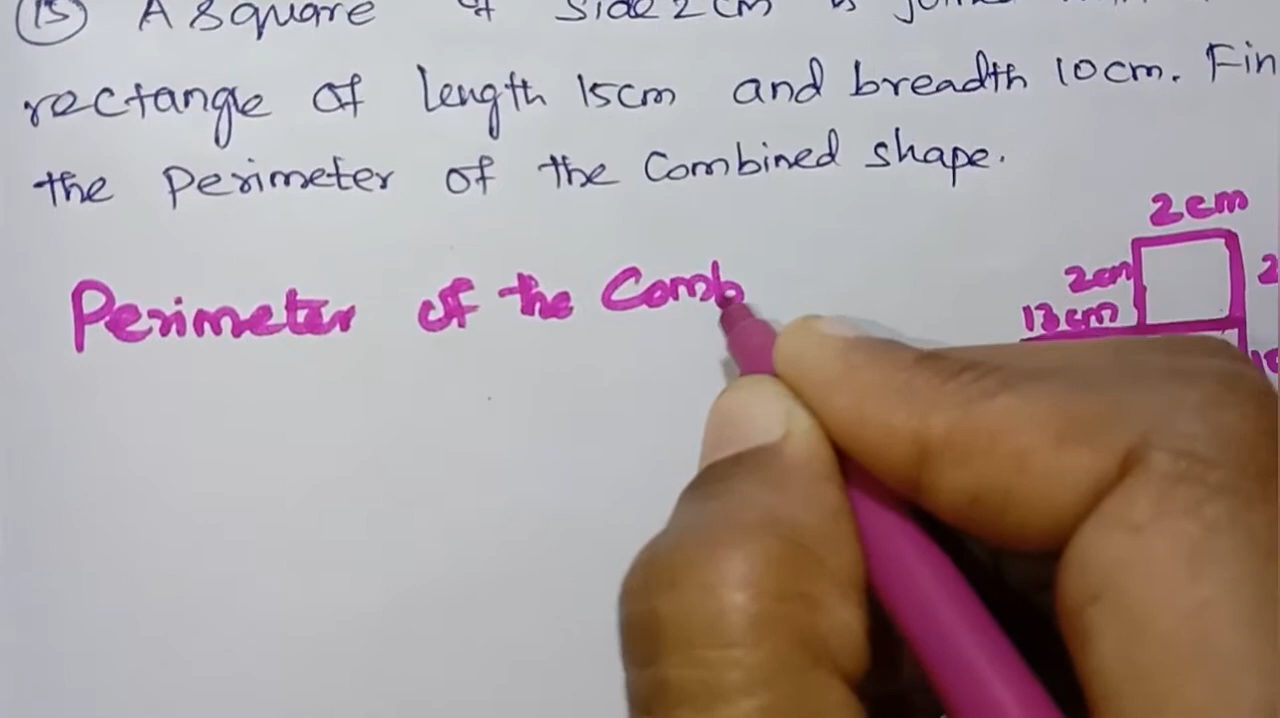 15 A square of side 2 cm is
rectangle of length 15cm and breadth 10cm. Fin
the Perimeter of the Combined shape.
2cm
Perimeter of the Comb
2cm
2
13cm